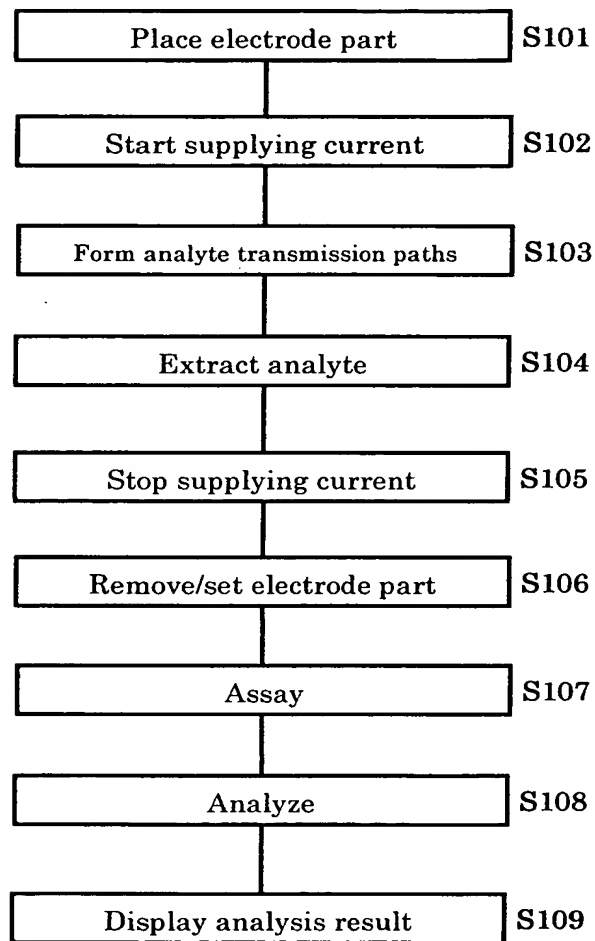 Place electrode part S101
Start supplying current S102
Form analyte transmission paths S103
Extract analyte S104
Stop supplying current S105
Remove/set electrode part S106
Assay S107
Analyze S108
Display analysis result S109